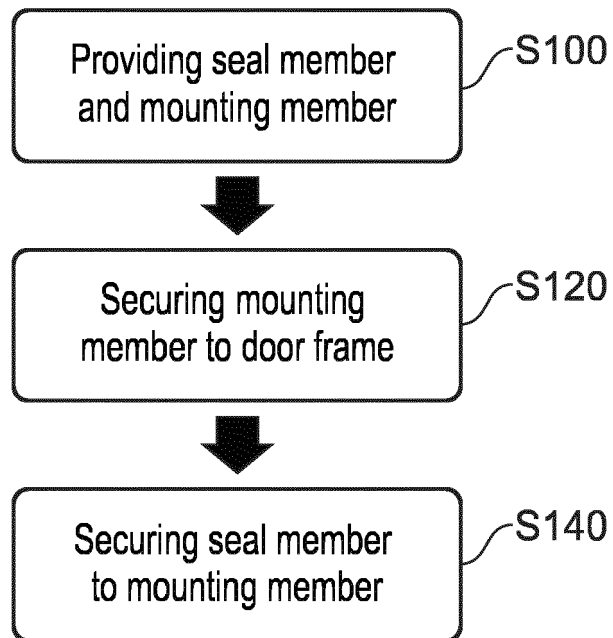 Providing seal member
and mounting member
S100
Securing mounting
member to door frame
S120
Securing seal member
to mounting member
S140